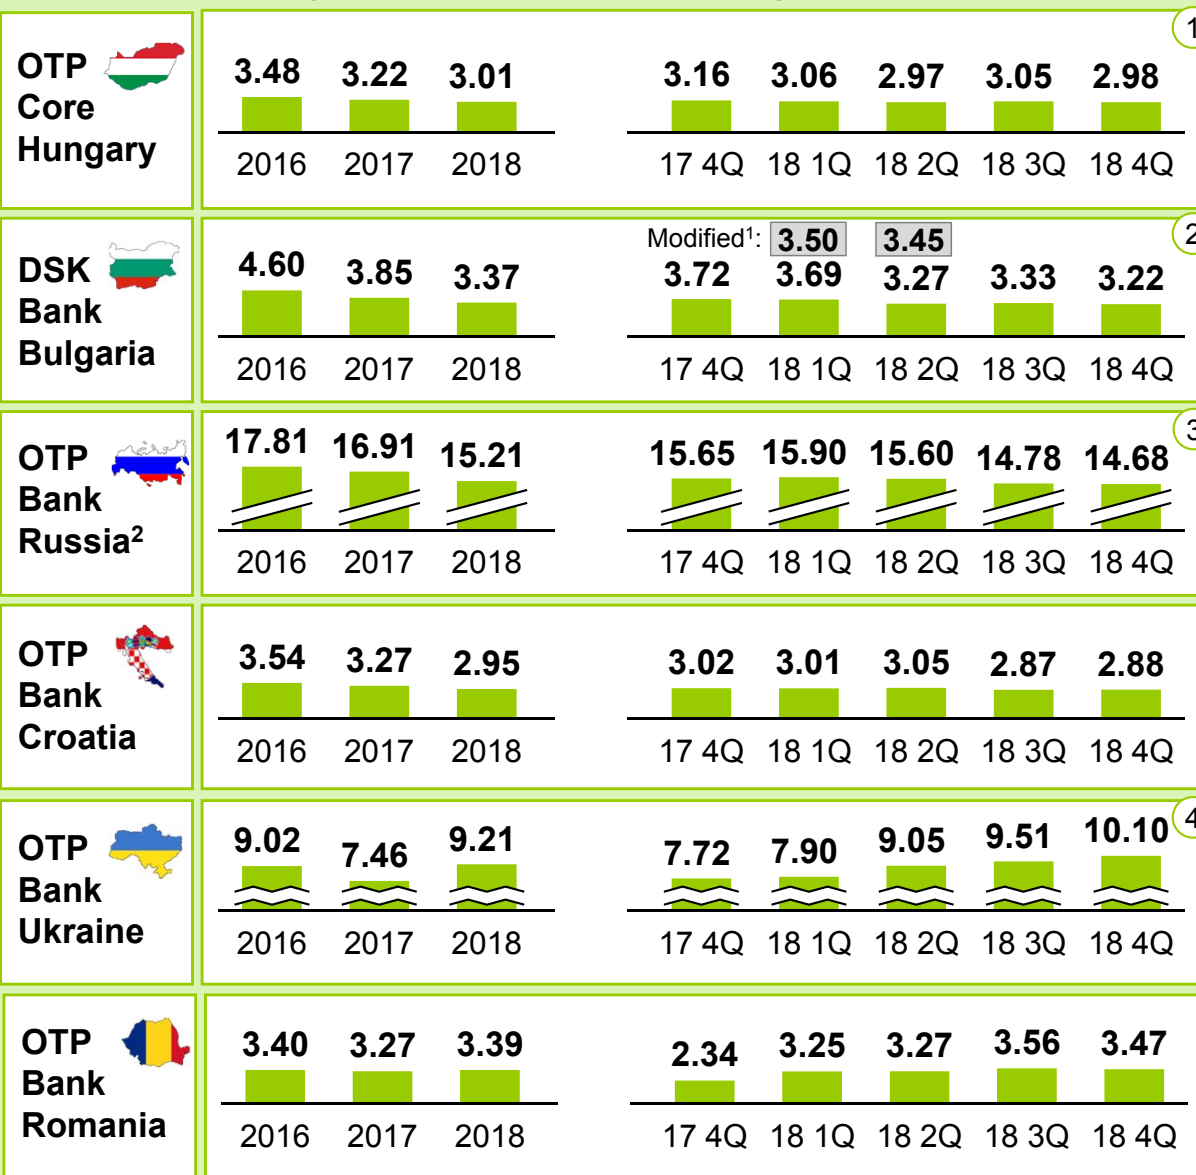 OTP
Core
Hungary
3.48 3.22 3.01 3.16 3.06 2.97 3.05 2.98
2016 2017 2018 17 4Q 18 1Q 18 2Q 18 3Q 18 4Q
1
DSK
Bank
Bulgaria
Modified¹: 3.50 3.45
4.60 3.85 3.37 3.72 3.69 3.27 3.33 3.22
2016 2017 2018 17 4Q 18 1Q 18 2Q 18 3Q 18 4Q
2
OTP
Bank
Russia²
17.81 16.91 15.21 15.65 15.90 15.60 14.78 14.68
2016 2017 2018 17 4Q 18 1Q 18 2Q 18 3Q 18 4Q
3
OTP
Bank
Croatia
3.54 3.27 2.95 3.02 3.01 3.05 2.87 2.88
2016 2017 2018 17 4Q 18 1Q 18 2Q 18 3Q 18 4Q
OTP
Bank
Ukraine
9.02 7.46 9.21 7.72 7.90 9.05 9.51 10.10
2016 2017 2018 17 4Q 18 1Q 18 2Q 18 3Q 18 4Q
4
OTP
Bank
Romania
3.40 3.27 3.39 2.34 3.25 3.27 3.56 3.47
2016 2017 2018 17 4Q 18 1Q 18 2Q 18 3Q 18 4Q